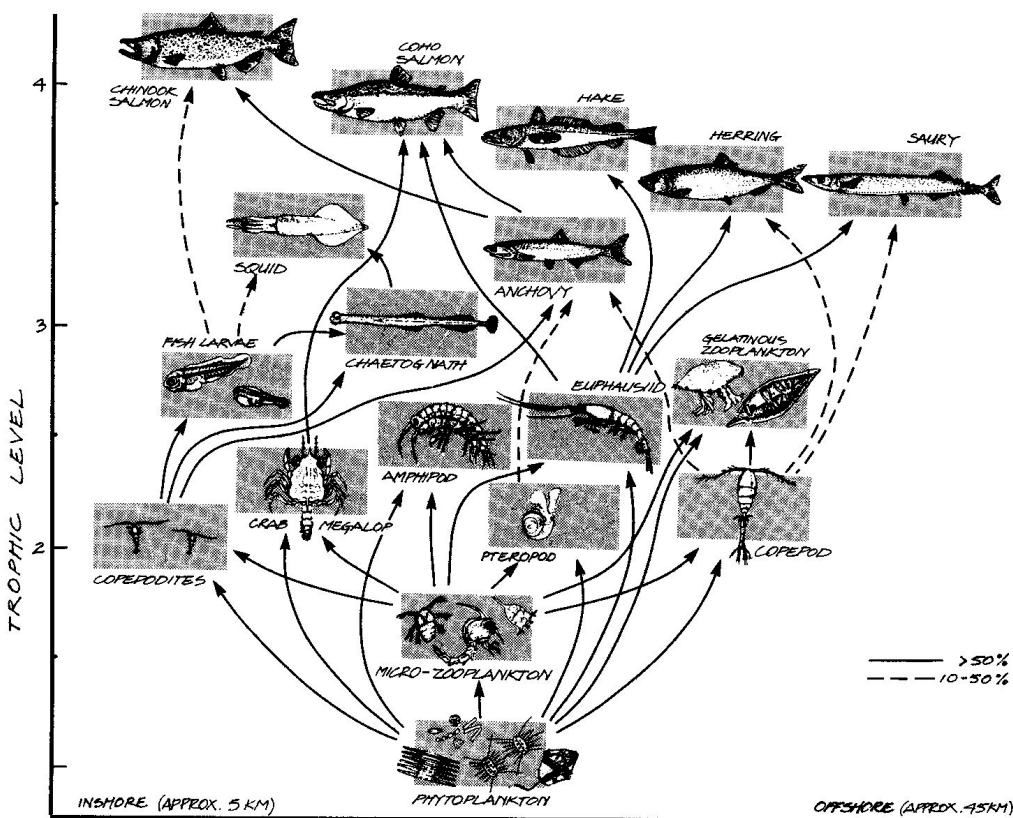 4
3
2
TROPHIC LEVEL
CHINOOK
SALMON
COHO
SALMON
HAKE
HERRING
SAURY
SQUID
ANCHOVY
FISH LARVAE
CHAETOGNATH
EUPHAUSIID
GELATINOUS
ZOOPLANKTON
AMPHIPOD
CRAB MEGALOP
PTEROPOD
COPEPOD
COPEPODITES
MICRO-ZOOPLANKTON
PHYTOPLANKTON
>50%
10-50%
INSHORE (APPROX. 5 KM)
OFFSHORE (APPROX. 45KM)